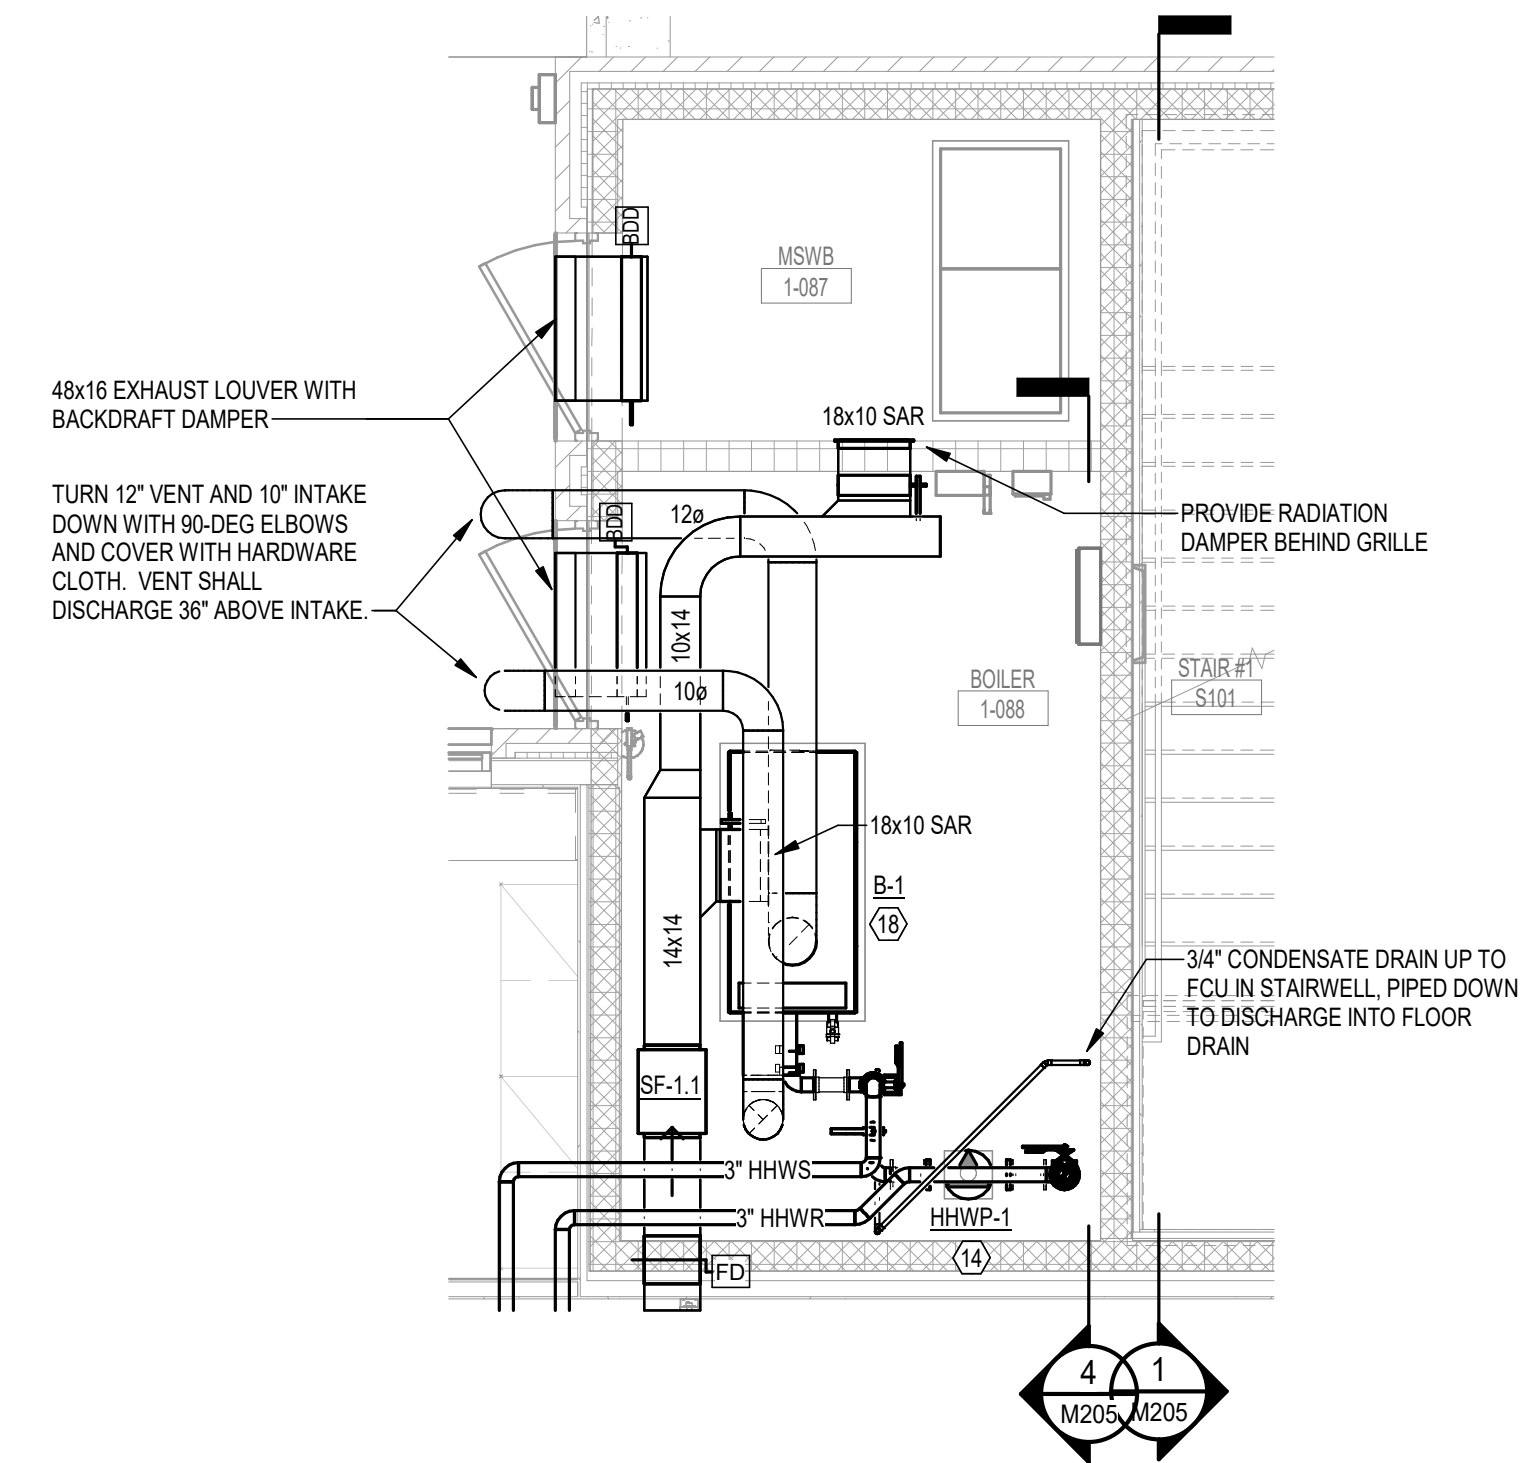 BDD
MSWB
1-087
48x16 EXHAUST LOUVER WITH
BACKDRAFT DAMPER
18x10 SAR
TURN 12" VENT AND 10" INTAKE
DOWN WITH 90-DEG ELBOWS
AND COVER WITH HARDWARE
CLOTH. VENT SHALL
DISCHARGE 36" ABOVE INTAKE.
12ø
BDD
PROVIDE RADIATION
DAMPER BEHIND GRILLE
10x14
10ø
BOILER
1-088
STAIR #1
S101
18x10 SAR
B-1
18
14x14
3/4" CONDENSATE DRAIN UP TO
FCU IN STAIRWELL, PIPED DOWN
TO DISCHARGE INTO FLOOR
DRAIN
SF-1.1
3" HHWS
3" HHWR
HHWP-1
14
FD
4
M205
1
M205